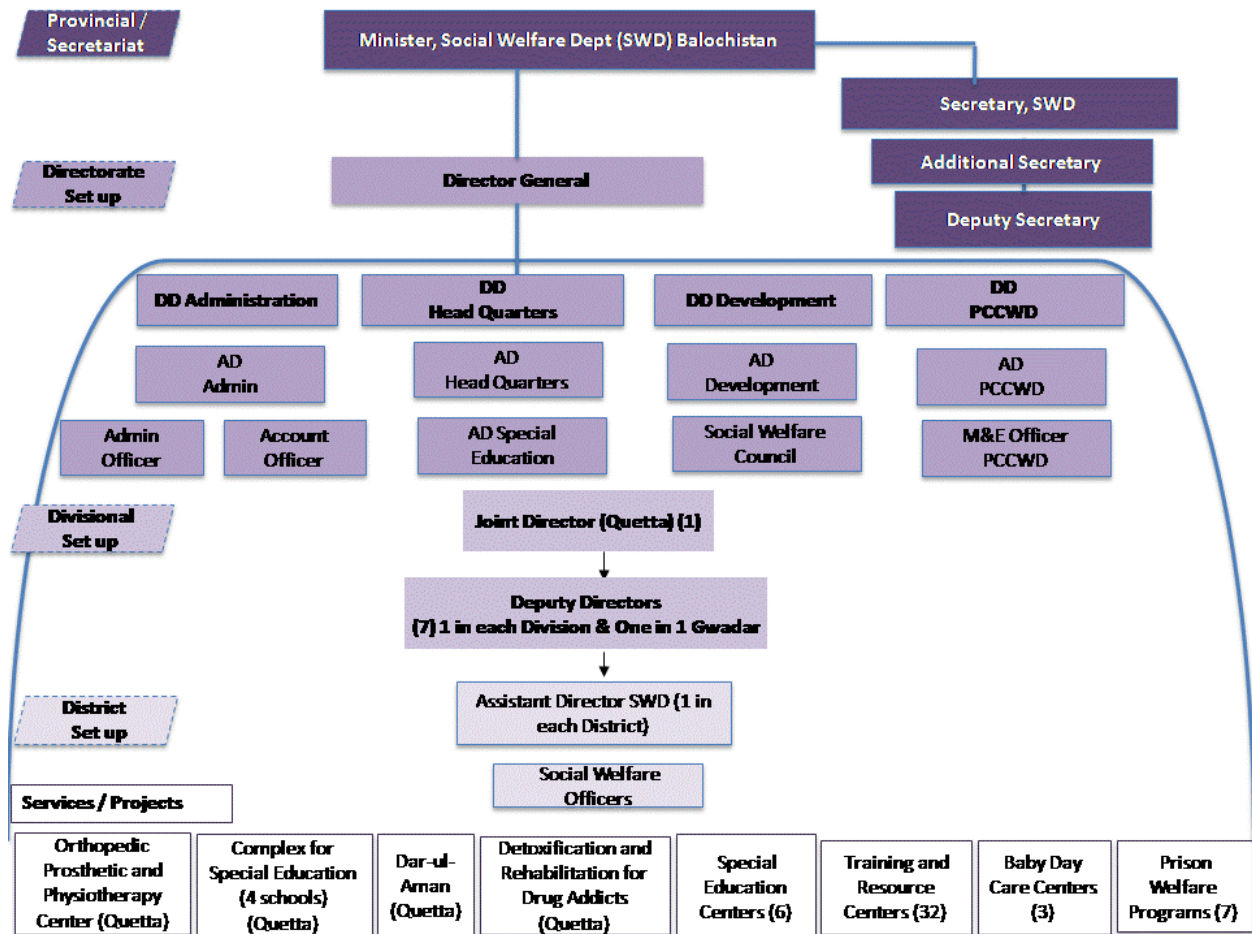 Provincial /
Secretariat
Minister, Social Welfare Dept (SWD) Balochistan
Secretary, SWD
Additional Secretary
Deputy Secretary
Directorate
Set up
Director General
DD Administration
DD
Head Quarters
DD Development
DD
PCCWD
AD
Admin
AD
Head Quarters
AD
Development
AD
PCCWD
Admin
Officer
Account
Officer
AD Special
Education
Social Welfare
Council
M&E Officer
PCCWD
Divisional
Set up
Joint Director (Quetta) (1)
Deputy Directors
(7) 1 in each Division & One in 1 Gwadar
District
Set up
Assistant Director SWD (1 in
each District)
Social Welfare
Officers
Services / Projects
Orthopedic
Prosthetic and
Physiotherapy
Center (Quetta)
Complex for
Special Education
(4 schools)
(Quetta)
Dar-ul-
Aman
(Quetta)
Detoxification and
Rehabilitation for
Drug Addicts
(Quetta)
Special
Education
Centers (6)
Training and
Resource
Centers (32)
Baby Day
Care Centers
(3)
Prison
Welfare
Programs (7)